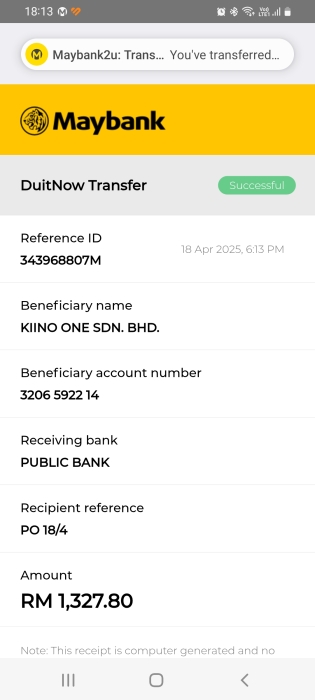 18:13
Maybank2u: Trans... You've transferred...
Maybank
DuitNow Transfer
Successful
Reference ID
18 Apr 2025, 6:13 PM
343968807M
Beneficiary name
KIINO ONE SDN. BHD.
Beneficiary account number
3206 5922 14
Receiving bank
PUBLIC BANK
Recipient reference
PO 18/4
Amount
RM 1,327.80
Note: This receipt is computer generated and no